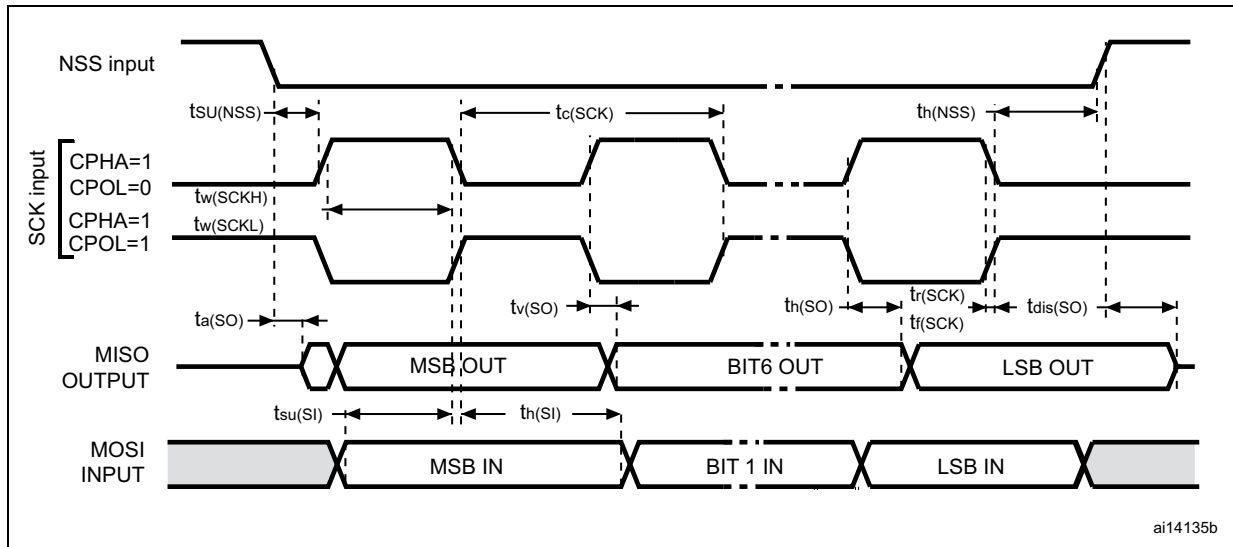 NSS input
tSU(NSS)
tc(SCK)
th(NSS)
SCK input
CPHA=1
CPOL=0
tw(SCKH)
CPHA=1
tw(SCKL)
CPOL=1
ta(SO)
tv(SO)
th(SO)
tr(SCK)
tf(SCK)
tdis(SO)
MISO
OUTPUT
MSB OUT
BIT6 OUT
LSB OUT
tsu(SI)
th(SI)
MOSI
INPUT
MSB IN
BIT 1 IN
LSB IN
ai14135b